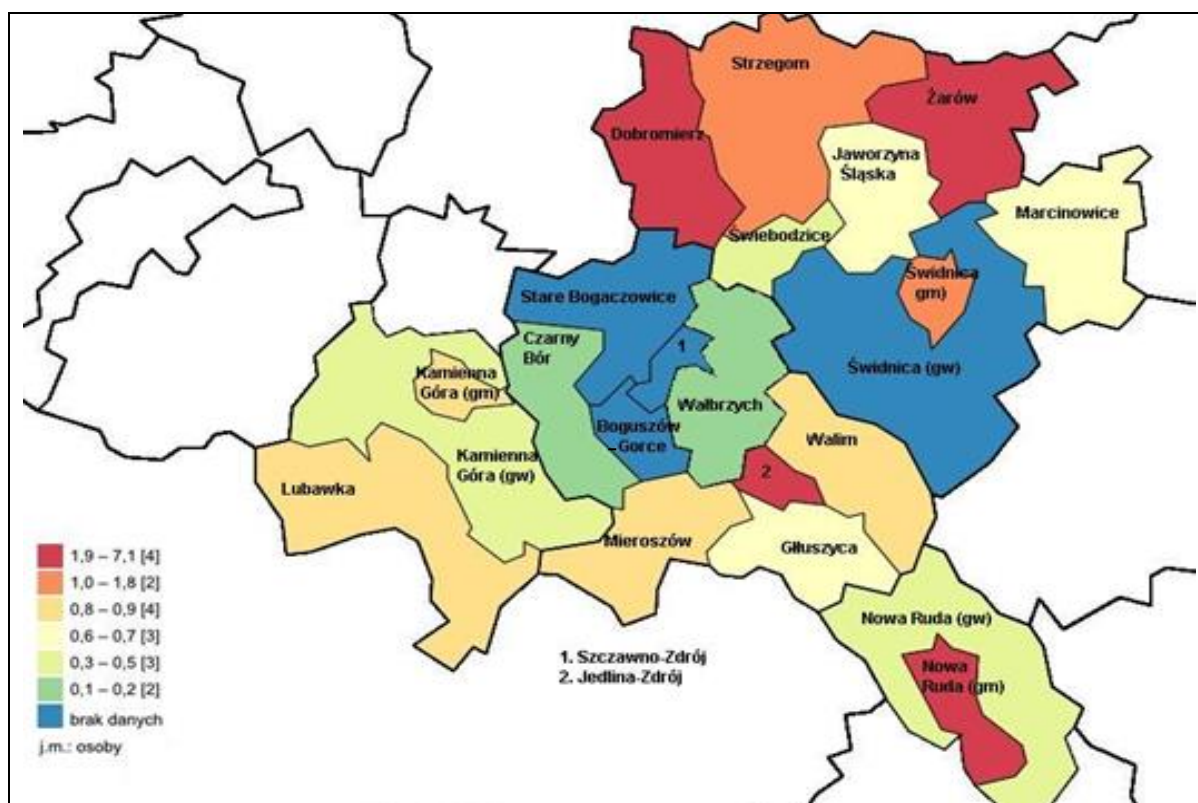 Strzegom
Żarów
Dobromierz
Jaworzyna
Śląska
Marcinowice
Świebodzice
Świdnica
gm)
Stare Bogaczowice
Czarny
Bór
1
Kamienna
Góra (gm)
Świdnica (gw)
Wałbrzych
Boguszów
-Gorce
Walim
Kamienna
Góra (gw)
2
Lubawka
Mieroszów
Głuszyca
1,9 – 7,1 [4]
1,0 – 1,8 [2]
0,8 – 0,9 [4]
0,6 – 0,7 [3]
0,3 – 0,5 [3]
0,1 – 0,2 [2]
brak danych
j.m.: osoby
Nowa Ruda (gw)
Nowa
Ruda (gm)
1. Szczawno-Zdrój
2. Jedlina-Zdrój